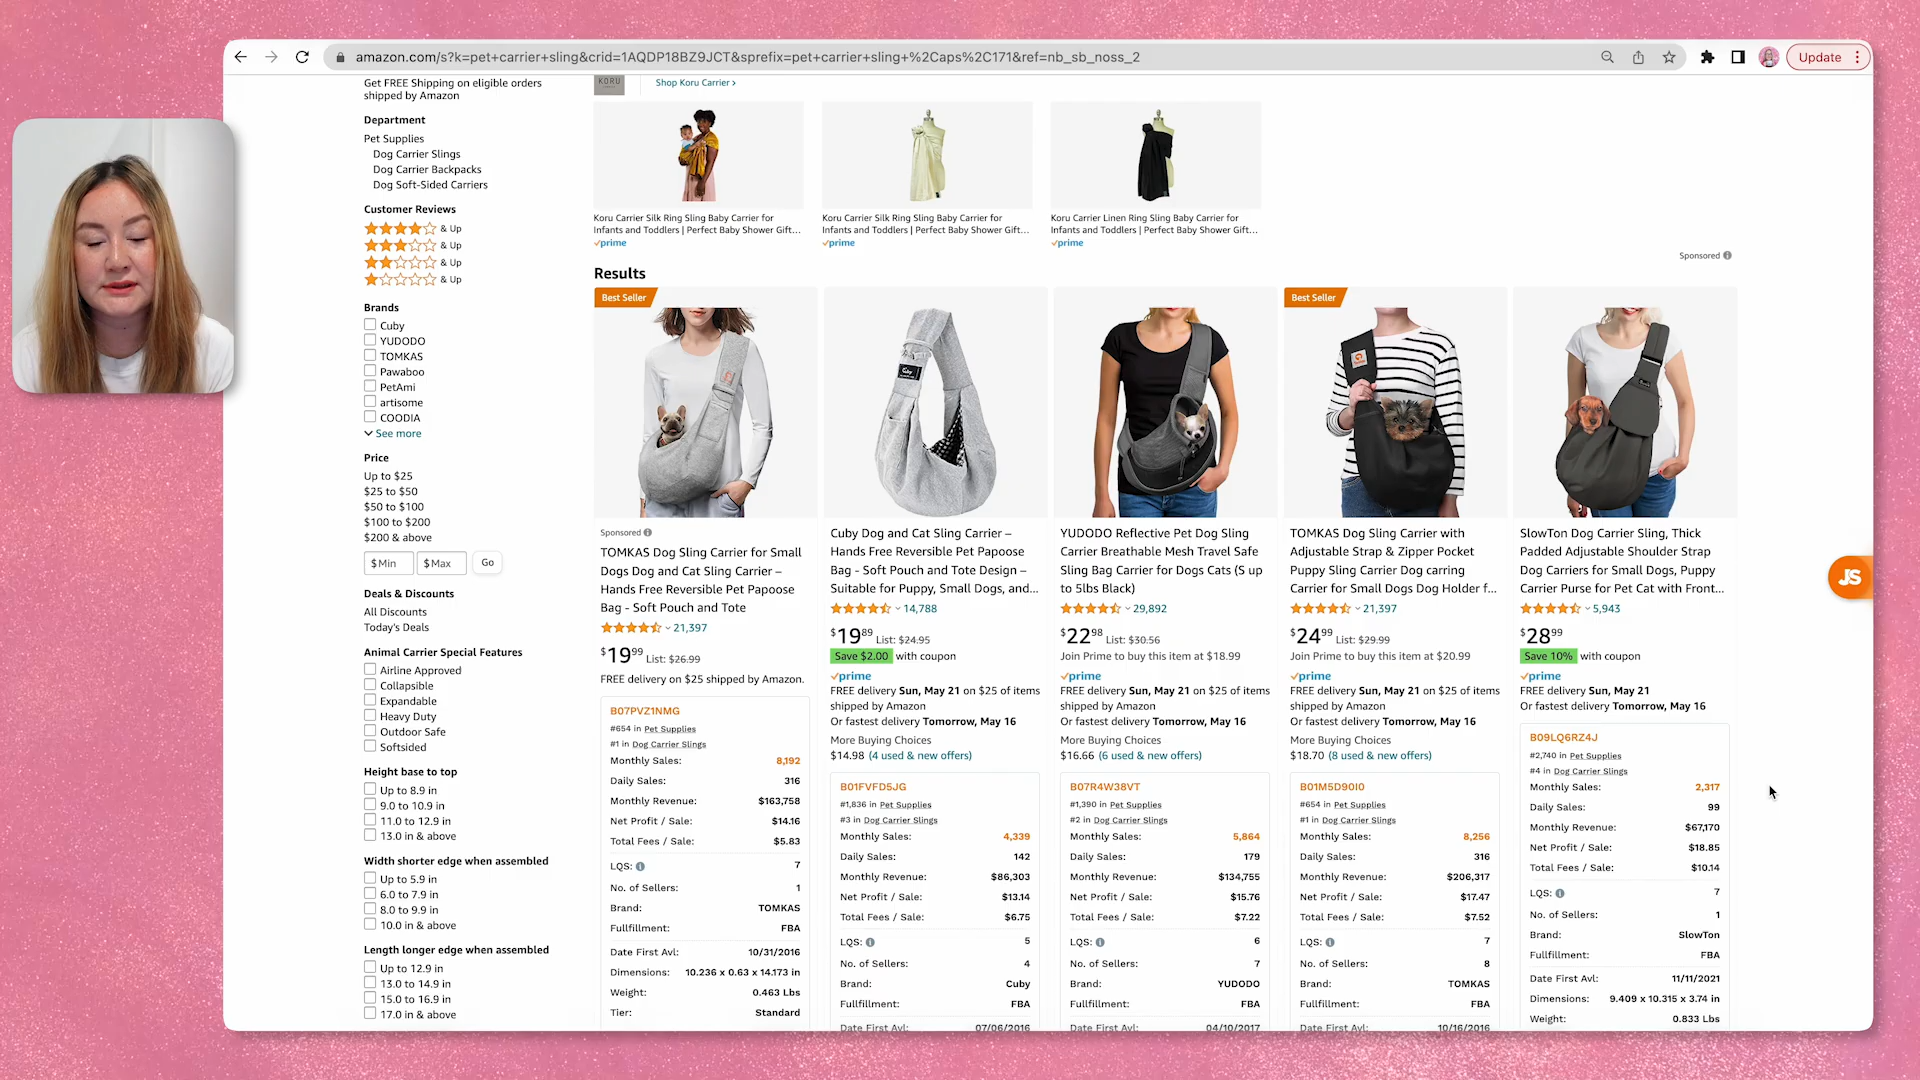 amazon.com/s?k=pet+carrier+sling&crid=1AQDP18BZ9JCT&sprefix=pet+carrier+sling+%2Caps%2C171&ref=nb_sb_noss_2
Update
Get FREE Shipping on eligible orders
shipped by Amazon
Department
Pet Supplies
Dog Carrier Slings
Dog Carrier Backpacks
Dog Soft-Sided Carriers
Customer Reviews
& Up
& Up
& Up
& Up
Brands
Cuby
YUDODO
TOMKAS
Pawaboo
PetAmi
artisome
COODIA
See more
Price
Up to $25
$25 to $50
$50 to $100
$100 to $200
$200 & above
$ Min
$ Max
Go
Deals & Discounts
All Discounts
Today's Deals
Animal Carrier Special Features
Airline Approved
Collapsible
Expandable
Heavy Duty
Outdoor Safe
Softsided
Height base to top
Up to 8.9 in
9.0 to 10.9 in
11.0 to 12.9 in
13.0 in & above
Width shorter edge when assembled
Up to 5.9 in
6.0 to 7.9 in
8.0 to 9.9 in
10.0 in & above
Length longer edge when assembled
Up to 12.9 in
13.0 to 14.9 in
15.0 to 16.9 in
17.0 in & above
KORU
Shop Koru Carrier ›
Koru Carrier Silk Ring Sling Baby Carrier for
Infants and Toddlers | Perfect Baby Shower Gift...
prime
Koru Carrier Silk Ring Sling Baby Carrier for
Infants and Toddlers | Perfect Baby Shower Gift...
prime
Koru Carrier Linen Ring Sling Baby Carrier for
Infants and Toddlers | Perfect Baby Shower Gift...
prime
Sponsored
Results
Best Seller
Sponsored
TOMKAS Dog Sling Carrier for Small
Dogs Dog and Cat Sling Carrier –
Hands Free Reversible Pet Papoose
Bag - Soft Pouch and Tote
21,397
$19.99 List: $26.99
FREE delivery on $25 shipped by Amazon.
B07PVZ1NMG
#654 in Pet Supplies
#1 in Dog Carrier Slings
Monthly Sales: 8,192
Daily Sales: 316
Monthly Revenue: $163,758
Net Profit / Sale: $14.16
Total Fees / Sale: $5.83
LQS: 7
No. of Sellers: 1
Brand: TOMKAS
Fullfillment: FBA
Date First Avl: 10/31/2016
Dimensions: 10.236 x 0.63 x 14.173 in
Weight: 0.463 Lbs
Tier: Standard
Cuby
Cuby Dog and Cat Sling Carrier –
Hands Free Reversible Pet Papoose
Bag - Soft Pouch and Tote Design –
Suitable for Puppy, Small Dogs, and...
14,788
$19.89 List: $24.95
Save $2.00 with coupon
prime
FREE delivery Sun, May 21 on $25 of items
shipped by Amazon
Or fastest delivery Tomorrow, May 16
More Buying Choices
$14.98 (4 used & new offers)
B01FVFD5JG
#1,836 in Pet Supplies
#3 in Dog Carrier Slings
Monthly Sales: 4,339
Daily Sales: 142
Monthly Revenue: $86,303
Net Profit / Sale: $13.14
Total Fees / Sale: $6.75
LQS: 5
No. of Sellers: 4
Brand: Cuby
Fullfillment: FBA
Date First Avl: 07/06/2016
YUDODO Reflective Pet Dog Sling
Carrier Breathable Mesh Travel Safe
Sling Bag Carrier for Dogs Cats (S up
to 5lbs Black)
29,892
$22.98 List: $30.56
Join Prime to buy this item at $18.99
prime
FREE delivery Sun, May 21 on $25 of items
shipped by Amazon
Or fastest delivery Tomorrow, May 16
More Buying Choices
$16.66 (6 used & new offers)
B07R4W38VT
#1,390 in Pet Supplies
#2 in Dog Carrier Slings
Monthly Sales: 5,864
Daily Sales: 179
Monthly Revenue: $134,755
Net Profit / Sale: $15.76
Total Fees / Sale: $7.22
LQS: 6
No. of Sellers: 7
Brand: YUDODO
Fullfillment: FBA
Date First Avl: 04/10/2017
Best Seller
TOMKAS Dog Sling Carrier with
Adjustable Strap & Zipper Pocket
Puppy Sling Carrier Dog carring
Carrier for Small Dogs Dog Holder f...
21,397
$24.99 List: $29.99
Join Prime to buy this item at $20.99
prime
FREE delivery Sun, May 21 on $25 of items
shipped by Amazon
Or fastest delivery Tomorrow, May 16
More Buying Choices
$18.70 (8 used & new offers)
B01M5D90I0
#654 in Pet Supplies
#1 in Dog Carrier Slings
Monthly Sales: 8,256
Daily Sales: 316
Monthly Revenue: $206,317
Net Profit / Sale: $17.47
Total Fees / Sale: $7.52
LQS: 7
No. of Sellers: 8
Brand: TOMKAS
Fullfillment: FBA
Date First Avl: 10/16/2016
SlowTon Dog Carrier Sling, Thick
Padded Adjustable Shoulder Strap
Dog Carriers for Small Dogs, Puppy
Carrier Purse for Pet Cat with Front...
5,943
$28.99
Save 10% with coupon
prime
FREE delivery Sun, May 21
Or fastest delivery Tomorrow, May 16
B09LQ6RZ4J
#2,740 in Pet Supplies
#4 in Dog Carrier Slings
Monthly Sales: 2,317
Daily Sales: 99
Monthly Revenue: $67,170
Net Profit / Sale: $18.85
Total Fees / Sale: $10.14
LQS: 7
No. of Sellers: 1
Brand: SlowTon
Fullfillment: FBA
Date First Avl: 11/11/2021
Dimensions: 9.409 x 10.315 x 3.74 in
Weight: 0.833 Lbs
JS